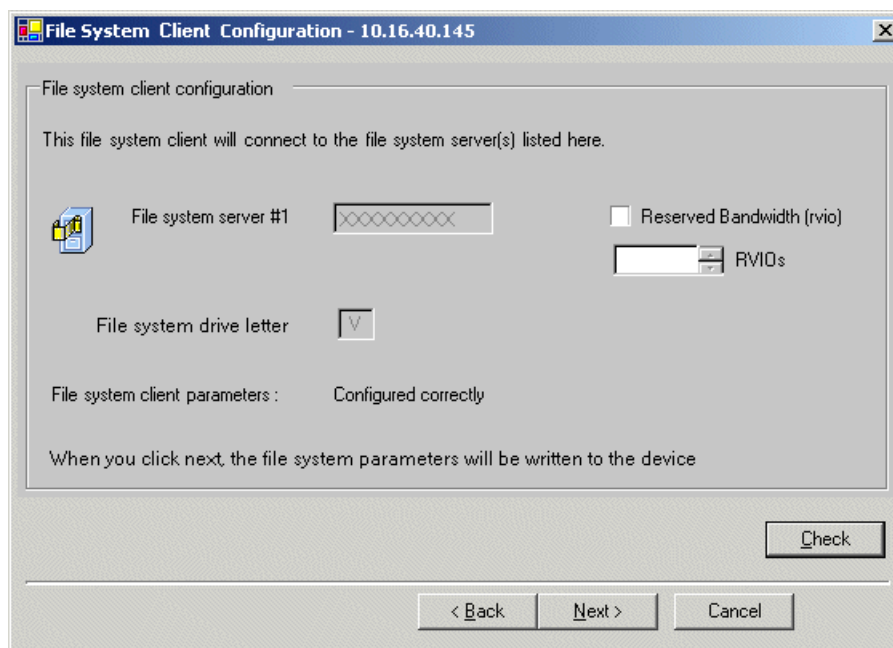 File System Client Configuration - 10.16.40.145
File system client configuration
This file system client will connect to the file system server(s) listed here.
File system server #1
XXXXXXXXXX
Reserved Bandwidth (rvio)
RVIOs
File system drive letter
V
File system client parameters : Configured correctly
When you click next, the file system parameters will be written to the device
Check
< Back
Next >
Cancel